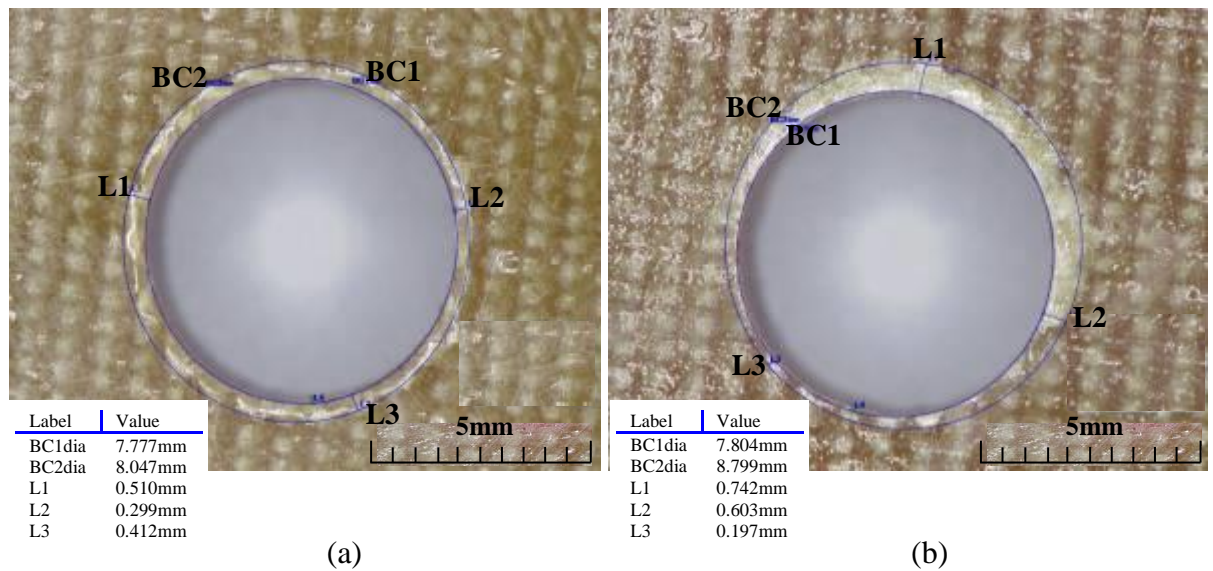 BC2 BC1
L1
L2
L3
5mm
Label Value
BC1dia 7.777mm
BC2dia 8.047mm
L1 0.510mm
L2 0.299mm
L3 0.412mm
(a)
L1
BC2
BC1
L2
L3
5mm
Label Value
BC1dia 7.804mm
BC2dia 8.799mm
L1 0.742mm
L2 0.603mm
L3 0.197mm
(b)